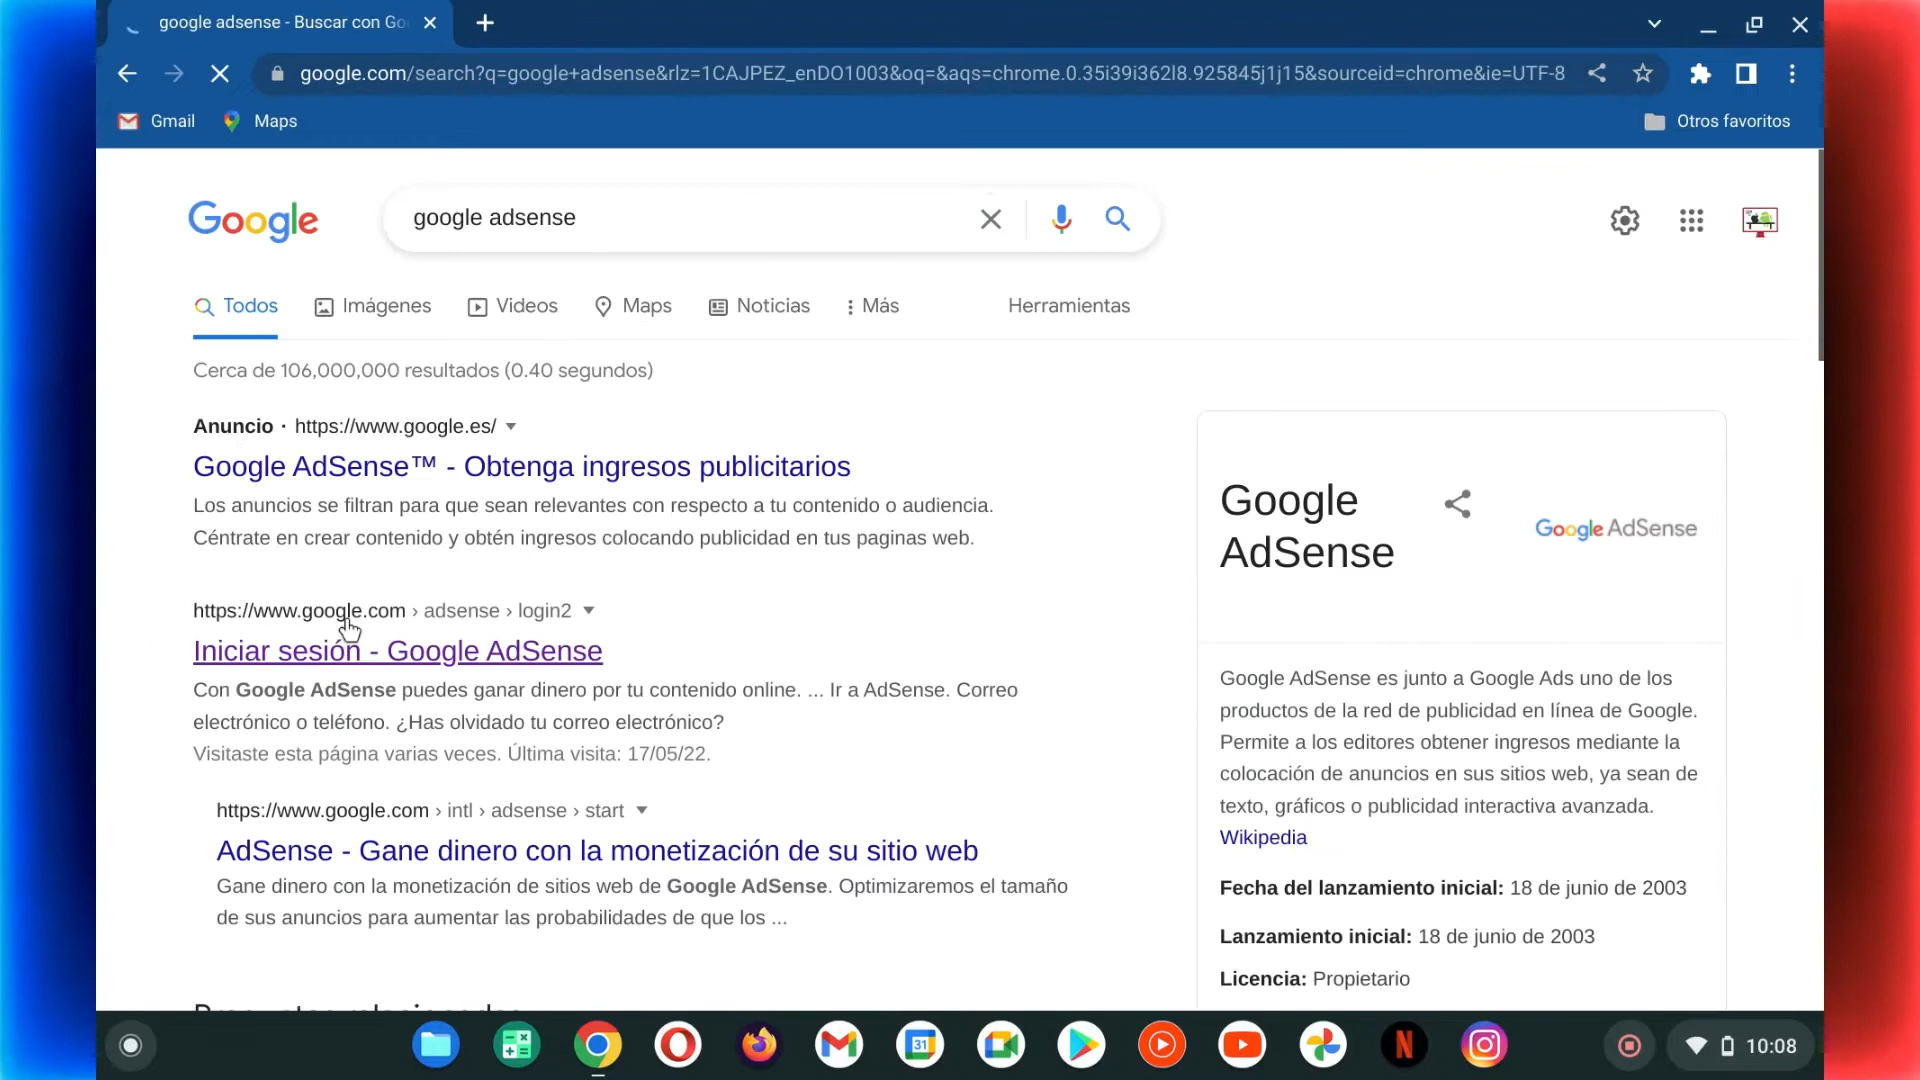 google adsense - Buscar con Go
google.com/search?q=google+adsense&rlz=1CAJPEZ_enDO1003&oq=&aqs=chrome.0.35i39i362l8.925845j1j15&sourceid=chrome&ie=UTF-8
Gmail Maps Otros favoritos
Google google adsense
Todos Imágenes Videos Maps Noticias Más Herramientas
Cerca de 106,000,000 resultados (0.40 segundos)
Anuncio · https://www.google.es/
Google AdSense™ - Obtenga ingresos publicitarios
Los anuncios se filtran para que sean relevantes con respecto a tu contenido o audiencia.
Céntrate en crear contenido y obtén ingresos colocando publicidad en tus paginas web.
https://www.google.com › adsense › login2
Iniciar sesión - Google AdSense
Con Google AdSense puedes ganar dinero por tu contenido online. ... Ir a AdSense. Correo
electrónico o teléfono. ¿Has olvidado tu correo electrónico?
Visitaste esta página varias veces. Última visita: 17/05/22.
https://www.google.com › intl › adsense › start
AdSense - Gane dinero con la monetización de su sitio web
Gane dinero con la monetización de sitios web de Google AdSense. Optimizaremos el tamaño
de sus anuncios para aumentar las probabilidades de que los ...
Google
AdSense
Google AdSense
Google AdSense es junto a Google Ads uno de los
productos de la red de publicidad en línea de Google.
Permite a los editores obtener ingresos mediante la
colocación de anuncios en sus sitios web, ya sean de
texto, gráficos o publicidad interactiva avanzada.
Wikipedia
Fecha del lanzamiento inicial: 18 de junio de 2003
Lanzamiento inicial: 18 de junio de 2003
Licencia: Propietario
31
N
10:08